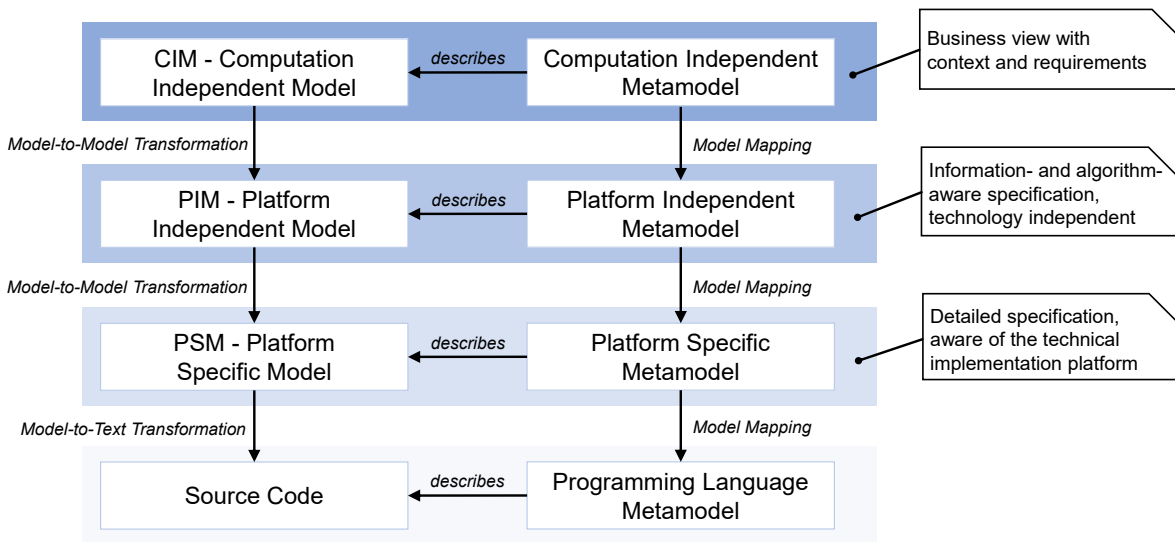 CIM - Computation
Independent Model
describes
Computation Independent
Metamodel
Business view with
context and requirements
Model-to-Model Transformation
Model Mapping
PIM - Platform
Independent Model
describes
Platform Independent
Metamodel
Information- and algorithm-
aware specification,
technology independent
Model-to-Model Transformation
Model Mapping
PSM - Platform
Specific Model
describes
Platform Specific
Metamodel
Detailed specification,
aware of the technical
implementation platform
Model-to-Text Transformation
Model Mapping
Source Code
describes
Programming Language
Metamodel